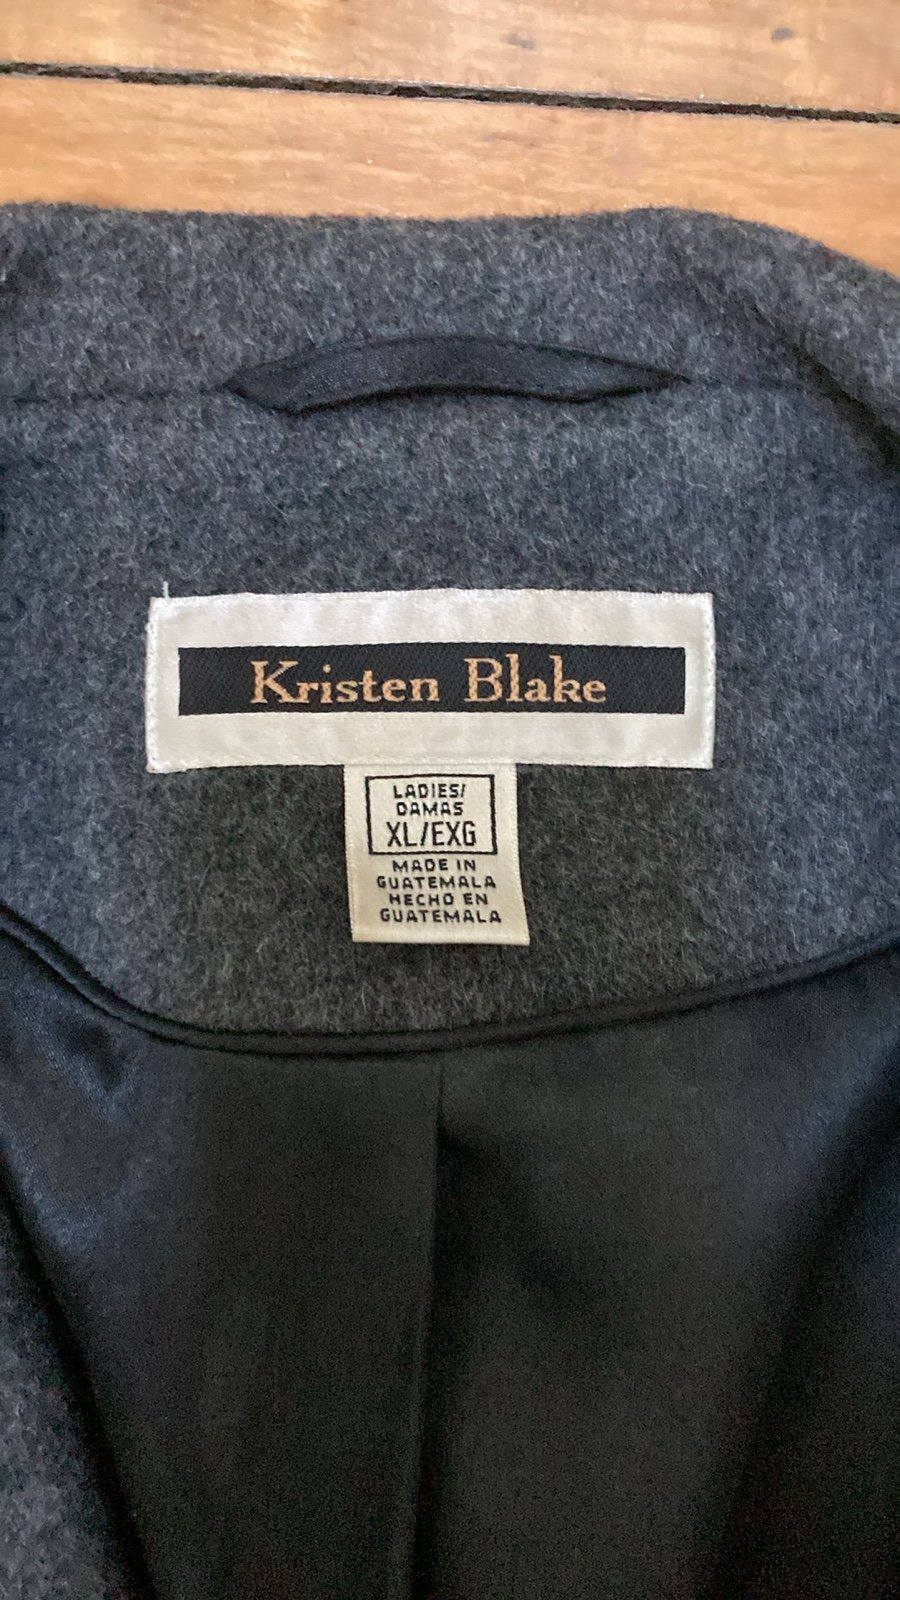 Kristen Blake
LADIES/
DAMAS
XL/EXG
MADE IN
GUATEMALA
HECHO EN
GUATEMALA